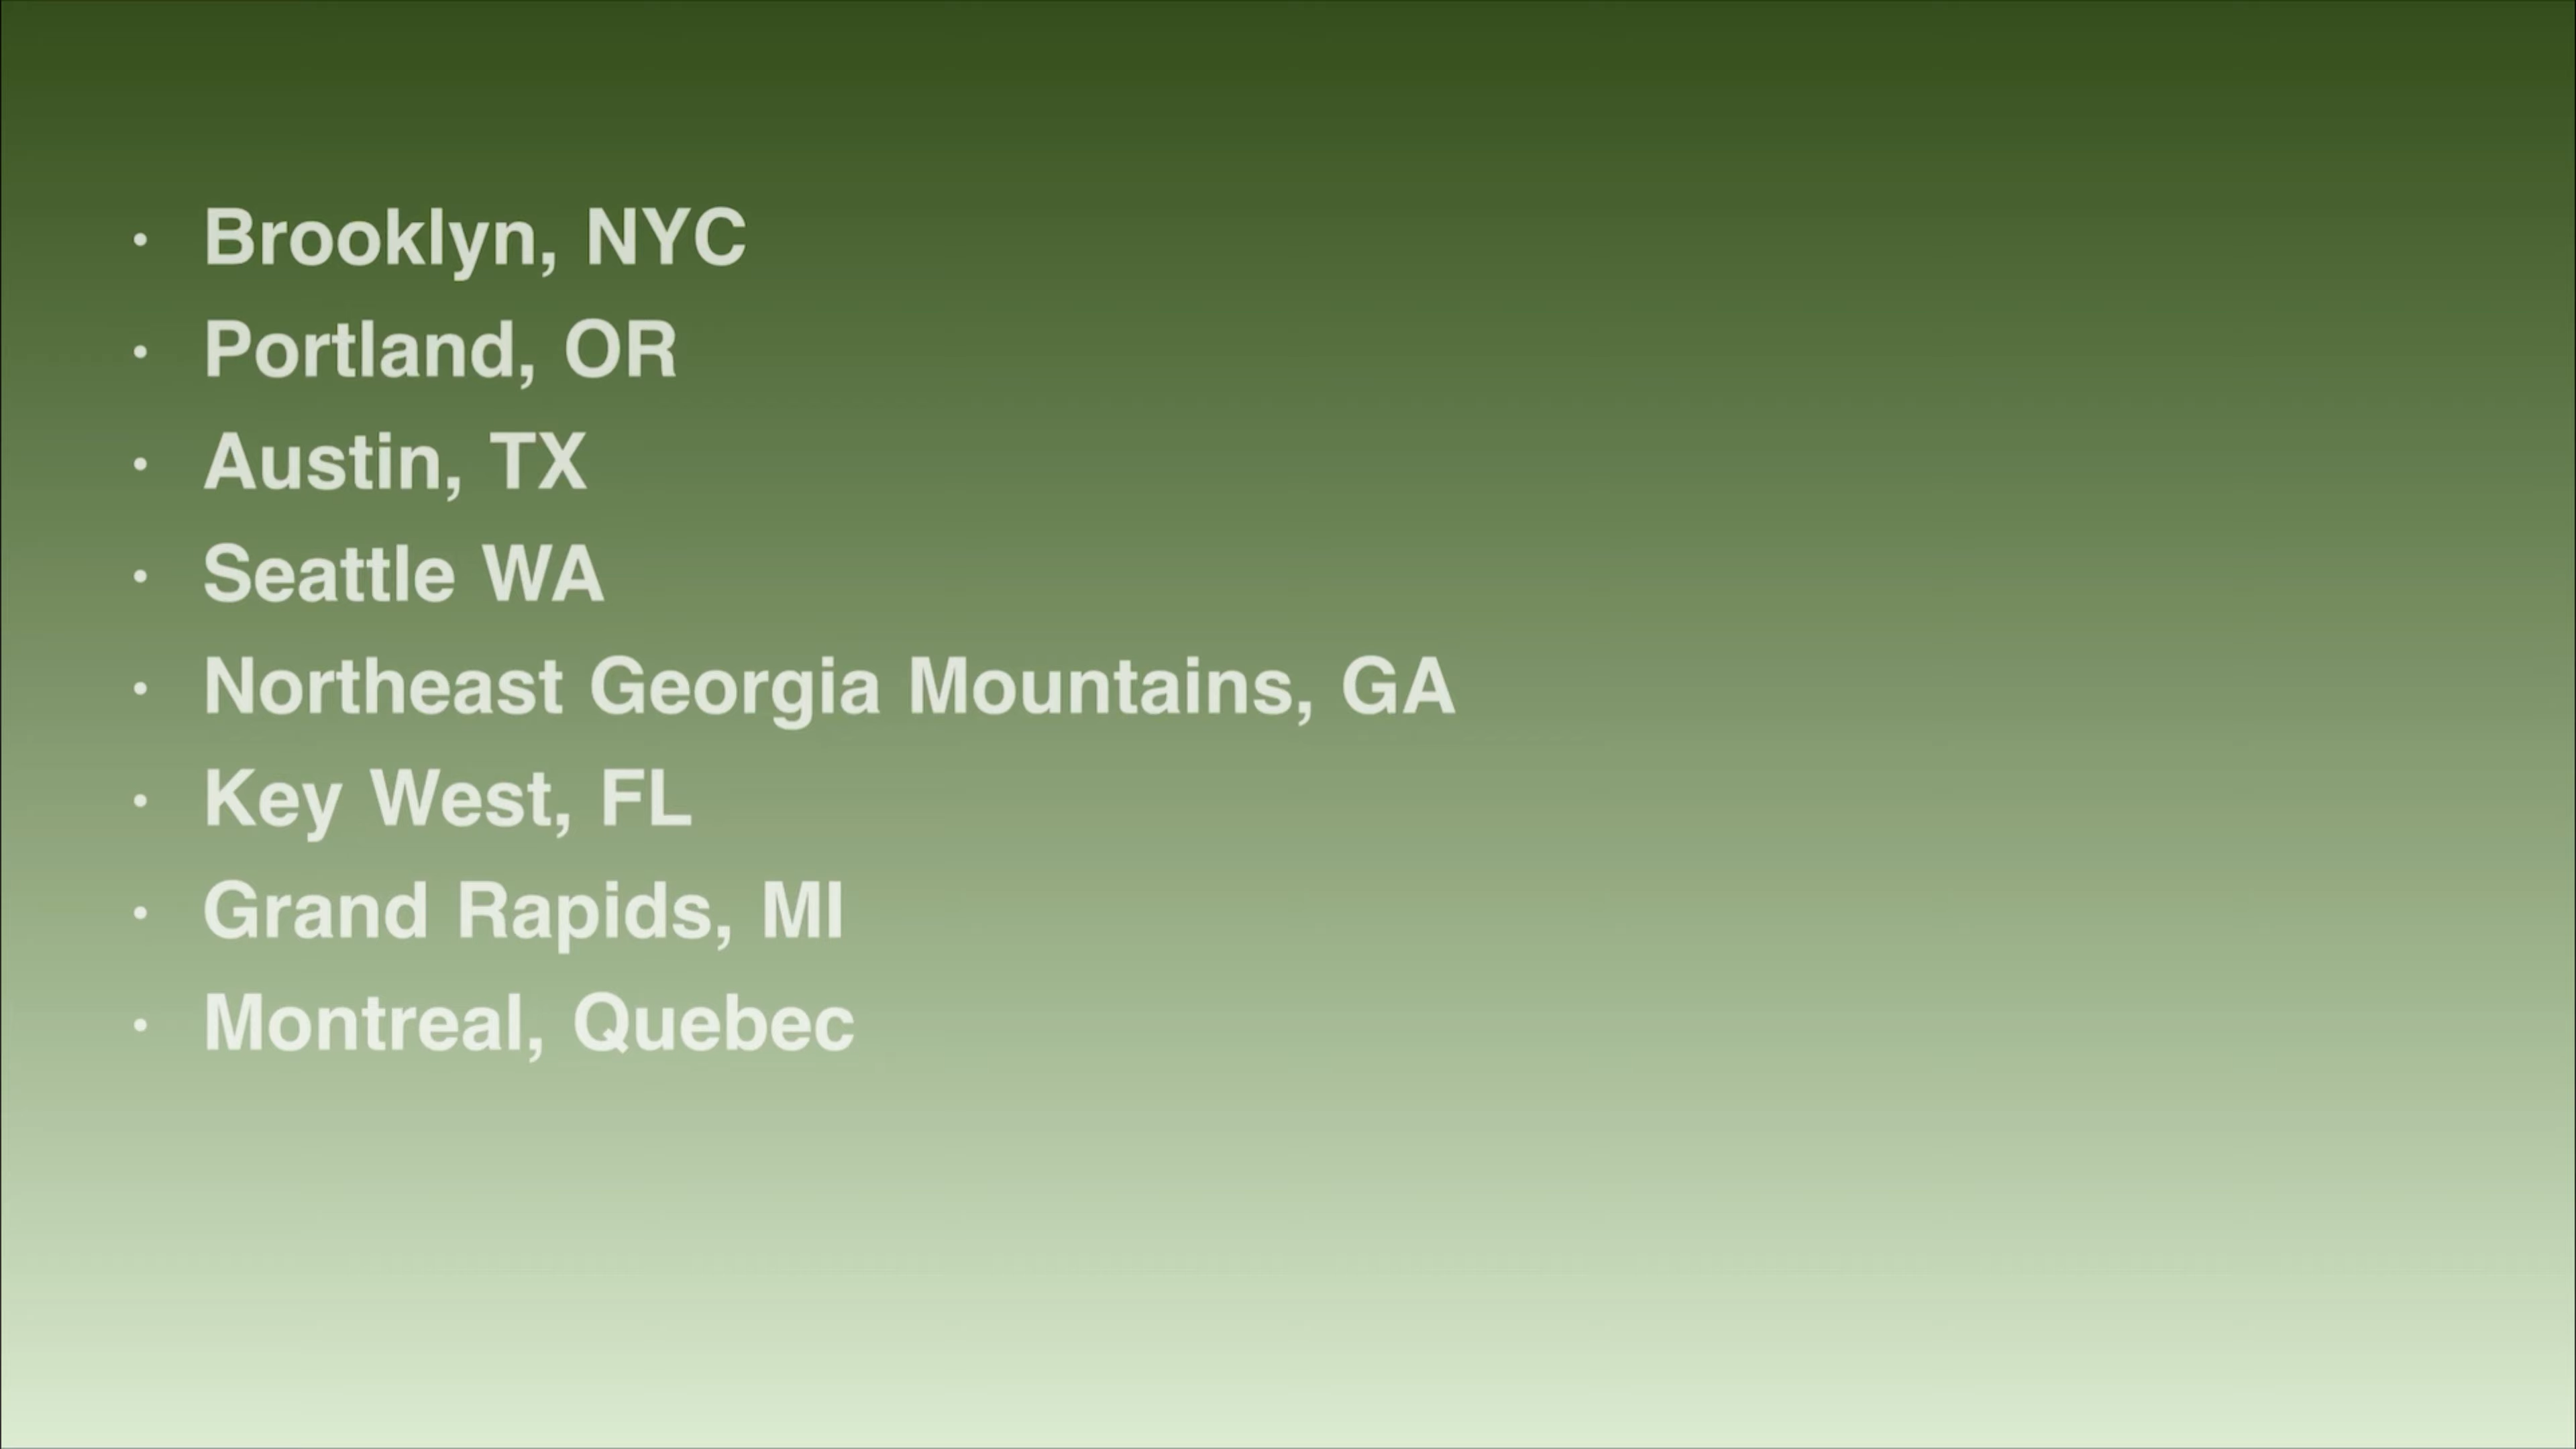 • Brooklyn, NYC
• Portland, OR
• Austin, TX
• Seattle WA
• Northeast Georgia Mountains, GA
• Key West, FL
• Grand Rapids, MI
• Montreal, Quebec